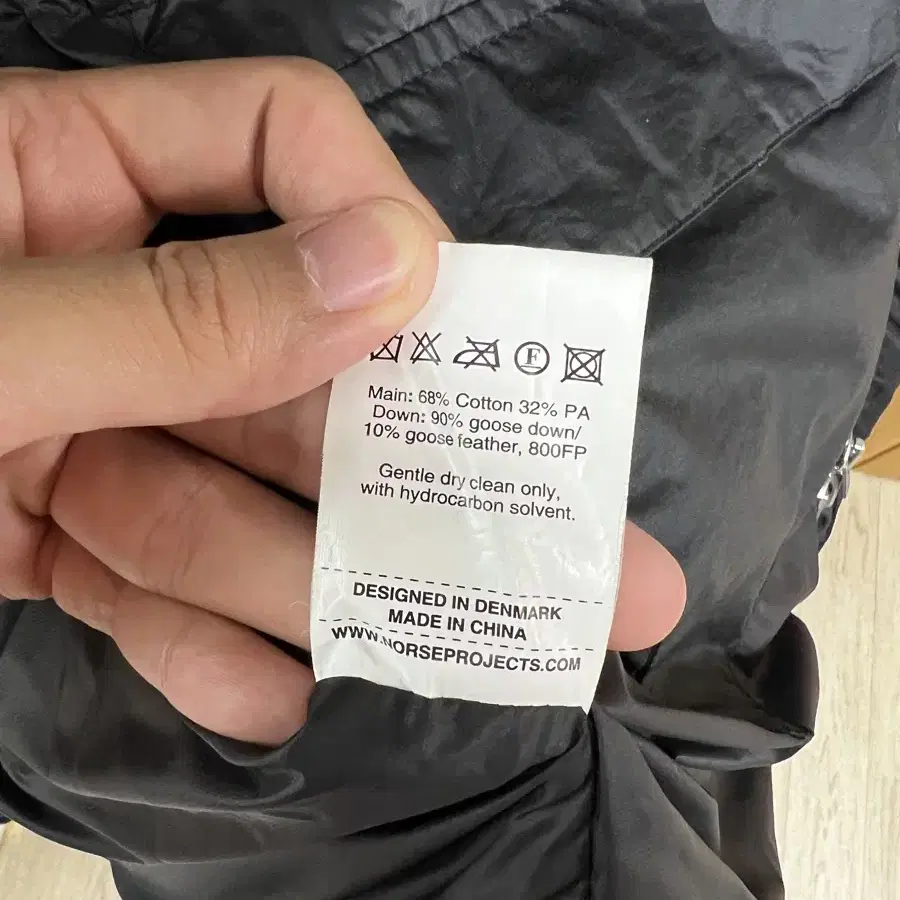 F
Main: 68% Cotton 32% PA
Down: 90% goose down/
10% goose feather, 800FP
Gentle dry clean only,
with hydrocarbon solvent.
DESIGNED IN DENMARK
MADE IN CHINA
WWW.NORSEPROJECTS.COM